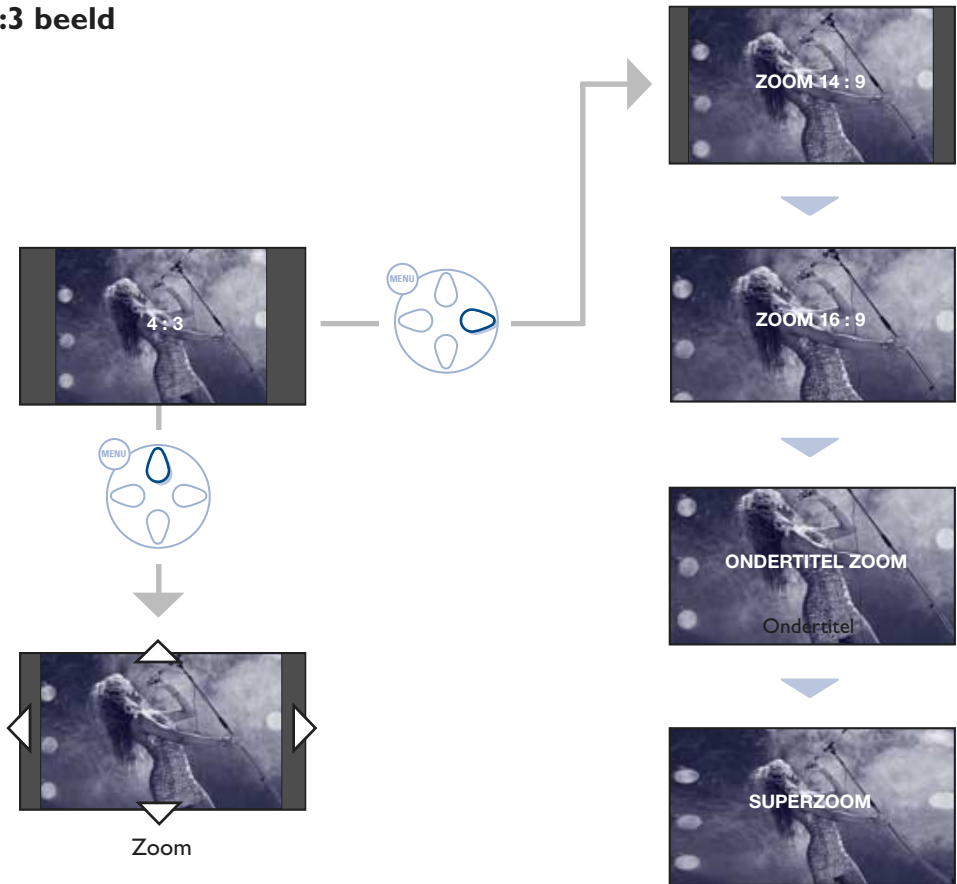 :3 beeld
ZOOM 14 : 9
ZOOM 16 : 9
MENU
4 : 3
MENU
ONDERTITEL ZOOM
Ondertitel
SUPERZOOM
Zoom